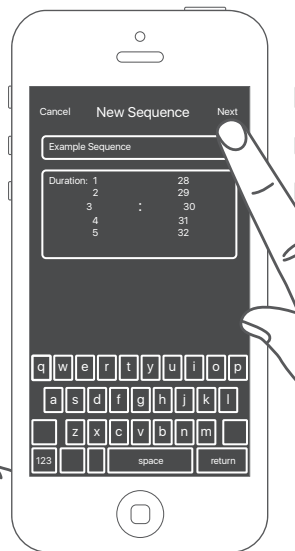 Cancel New Sequence Next
Example Sequence
Duration: 1 28
2 29
3 : 30
4 31
5 32
q w e r t y u i o p
a s d f g h j k l
z x c v b n m
123 space return